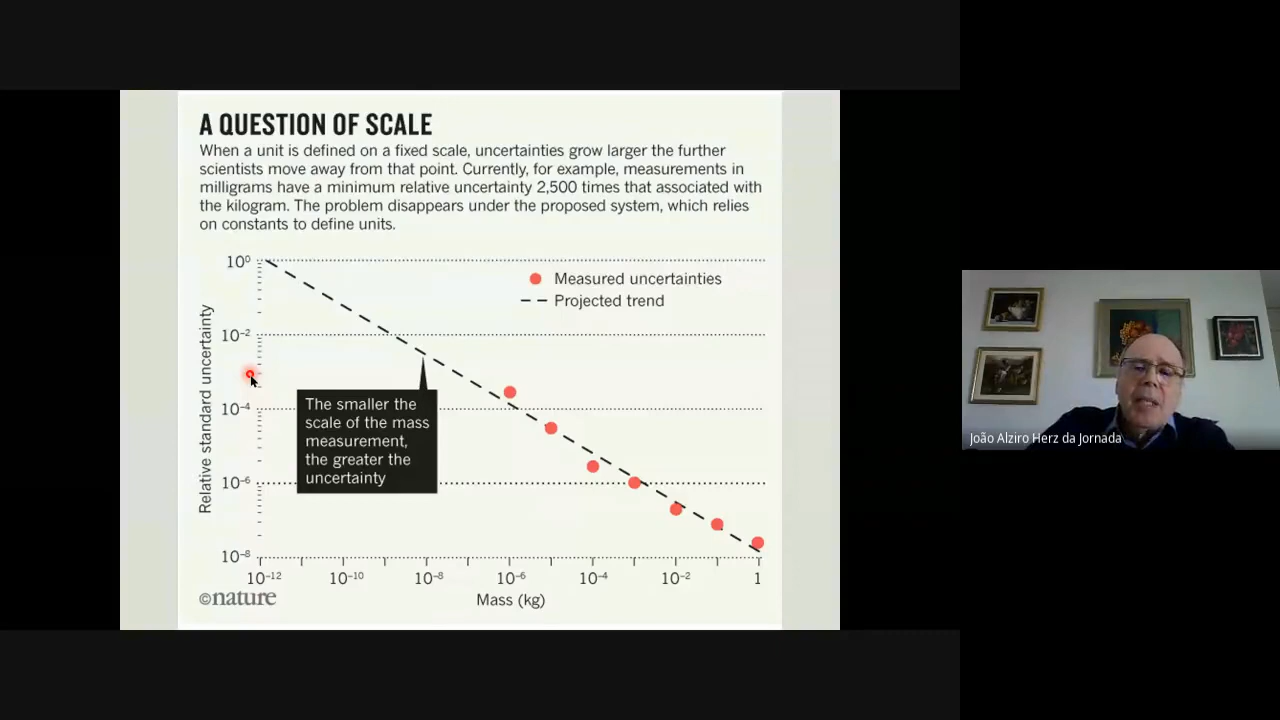 A QUESTION OF SCALE
When a unit is defined on a fixed scale, uncertainties grow larger the further
scientists move away from that point. Currently, for example, measurements in
milligrams have a minimum relative uncertainty 2,500 times that associated with
the kilogram. The problem disappears under the proposed system, which relies
on constants to define units.
10⁰
Measured uncertainties
Projected trend
10⁻²
Relative standard uncertainty
The smaller the
scale of the mass
measurement,
the greater the
uncertainty
10⁻⁴
10⁻⁶
10⁻⁸
10⁻¹² 10⁻¹⁰ 10⁻⁸ 10⁻⁶ 10⁻⁴ 10⁻² 1
Mass (kg)
©nature
João Alziro Herz da Jornada